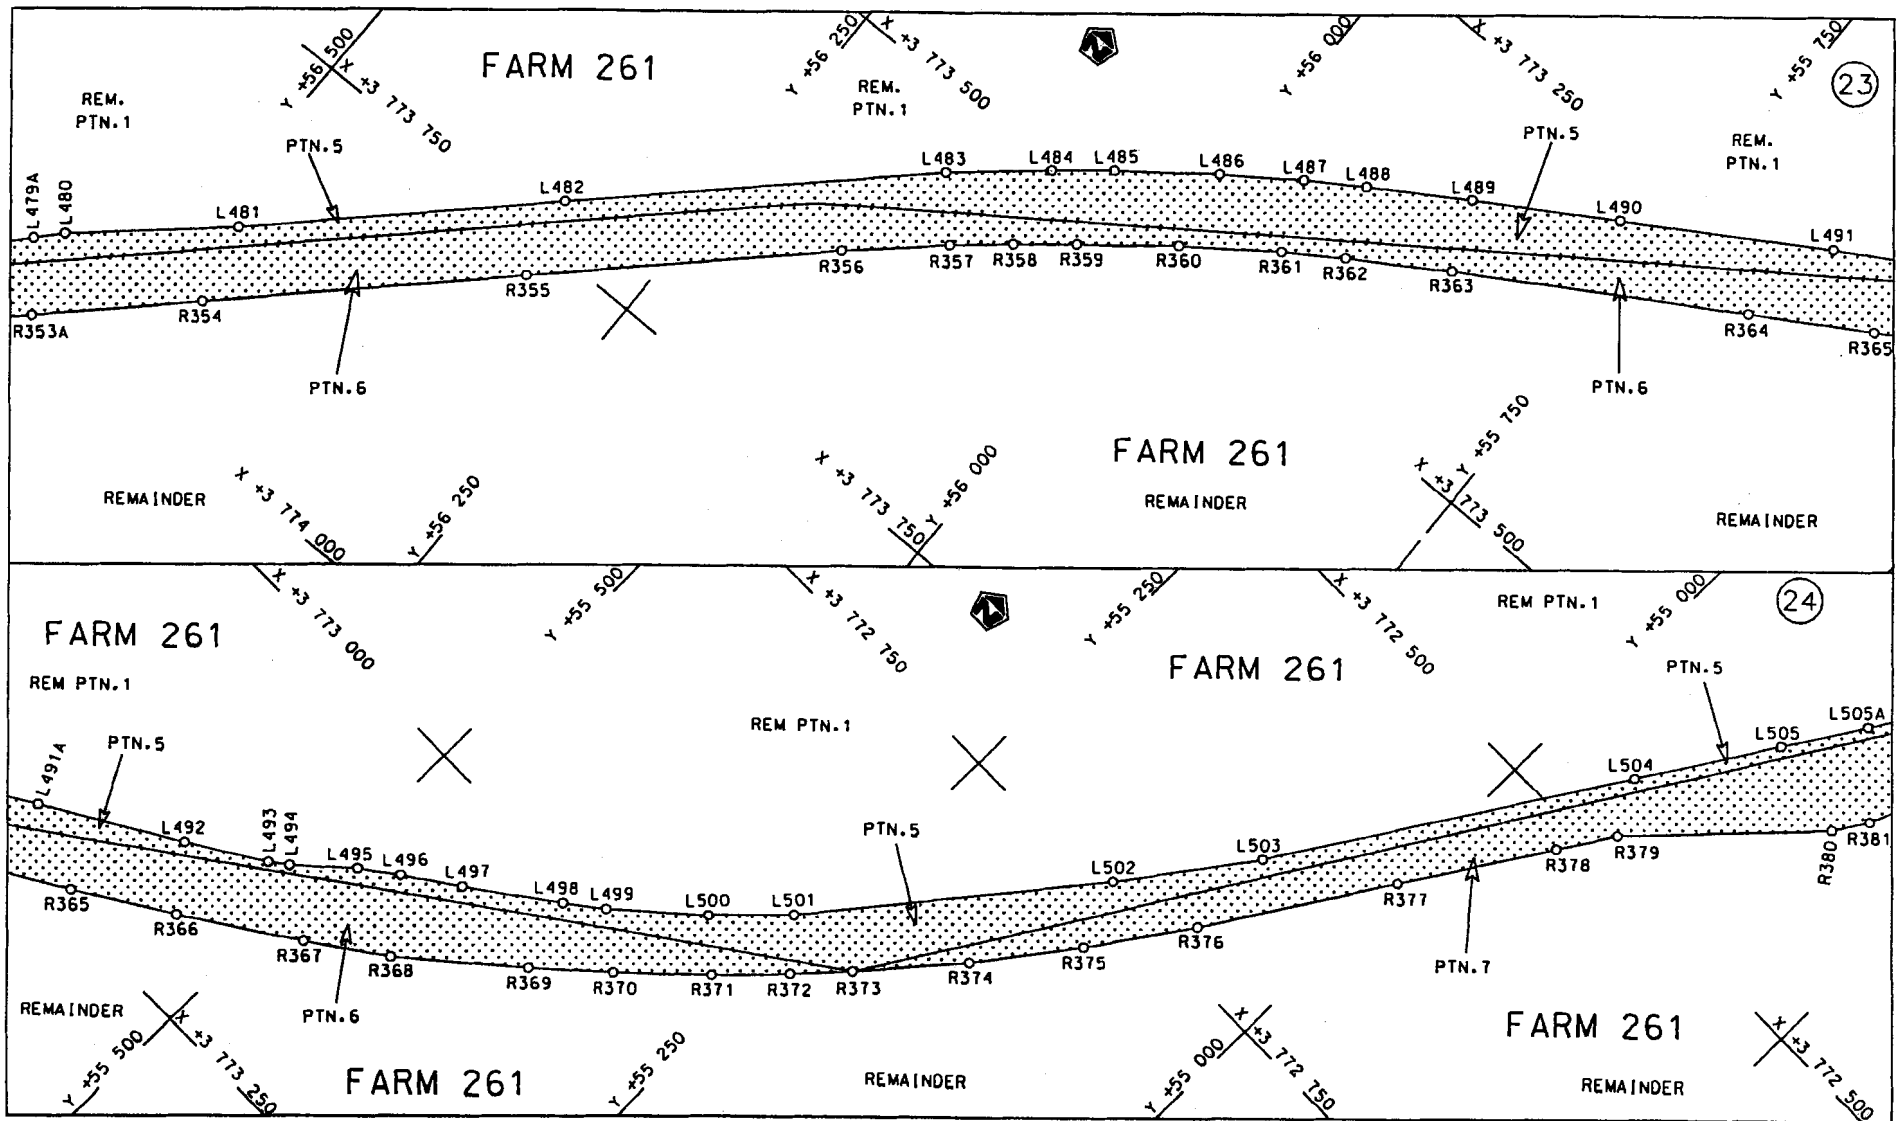 Y +56 500
X +3 773 750
FARM 261
Y +56 250
X +3 773 500
N
Y +56 000
X +3 773 250
Y +55 750
23
REM.
PTN.1
REM.
PTN.1
REM.
PTN.1
PTN.5
PTN.5
L479A
L480
L481
L482
L483
L484
L485
L486
L487
L488
L489
L490
L491
R353A
R354
R355
R356
R357
R358
R359
R360
R361
R362
R363
R364
R365
PTN.6
PTN.6
REMAINDER
X +3 774 000
Y +56 250
X +3 773 750
Y +56 000
FARM 261
REMAINDER
X +3 773 500
Y +55 750
REMAINDER
X +3 773 000
Y +55 500
X +3 772 750
N
Y +55 250
X +3 772 500
REM PTN.1
Y +55 000
24
FARM 261
REM PTN.1
FARM 261
PTN.5
REM PTN.1
PTN.5
PTN.5
L491A
L492
L493
L494
L495
L496
L497
L498
L499
L500
L501
L502
L503
L504
L505
L505A
R365
R366
R367
R368
R369
R370
R371
R372
R373
R374
R375
R376
R377
R378
R379
R380
R381
PTN.6
PTN.7
REMAINDER
Y +55 500
X +3 773 250
FARM 261
Y +55 250
REMAINDER
Y +55 000
X +3 772 750
FARM 261
REMAINDER
X +3 772 500